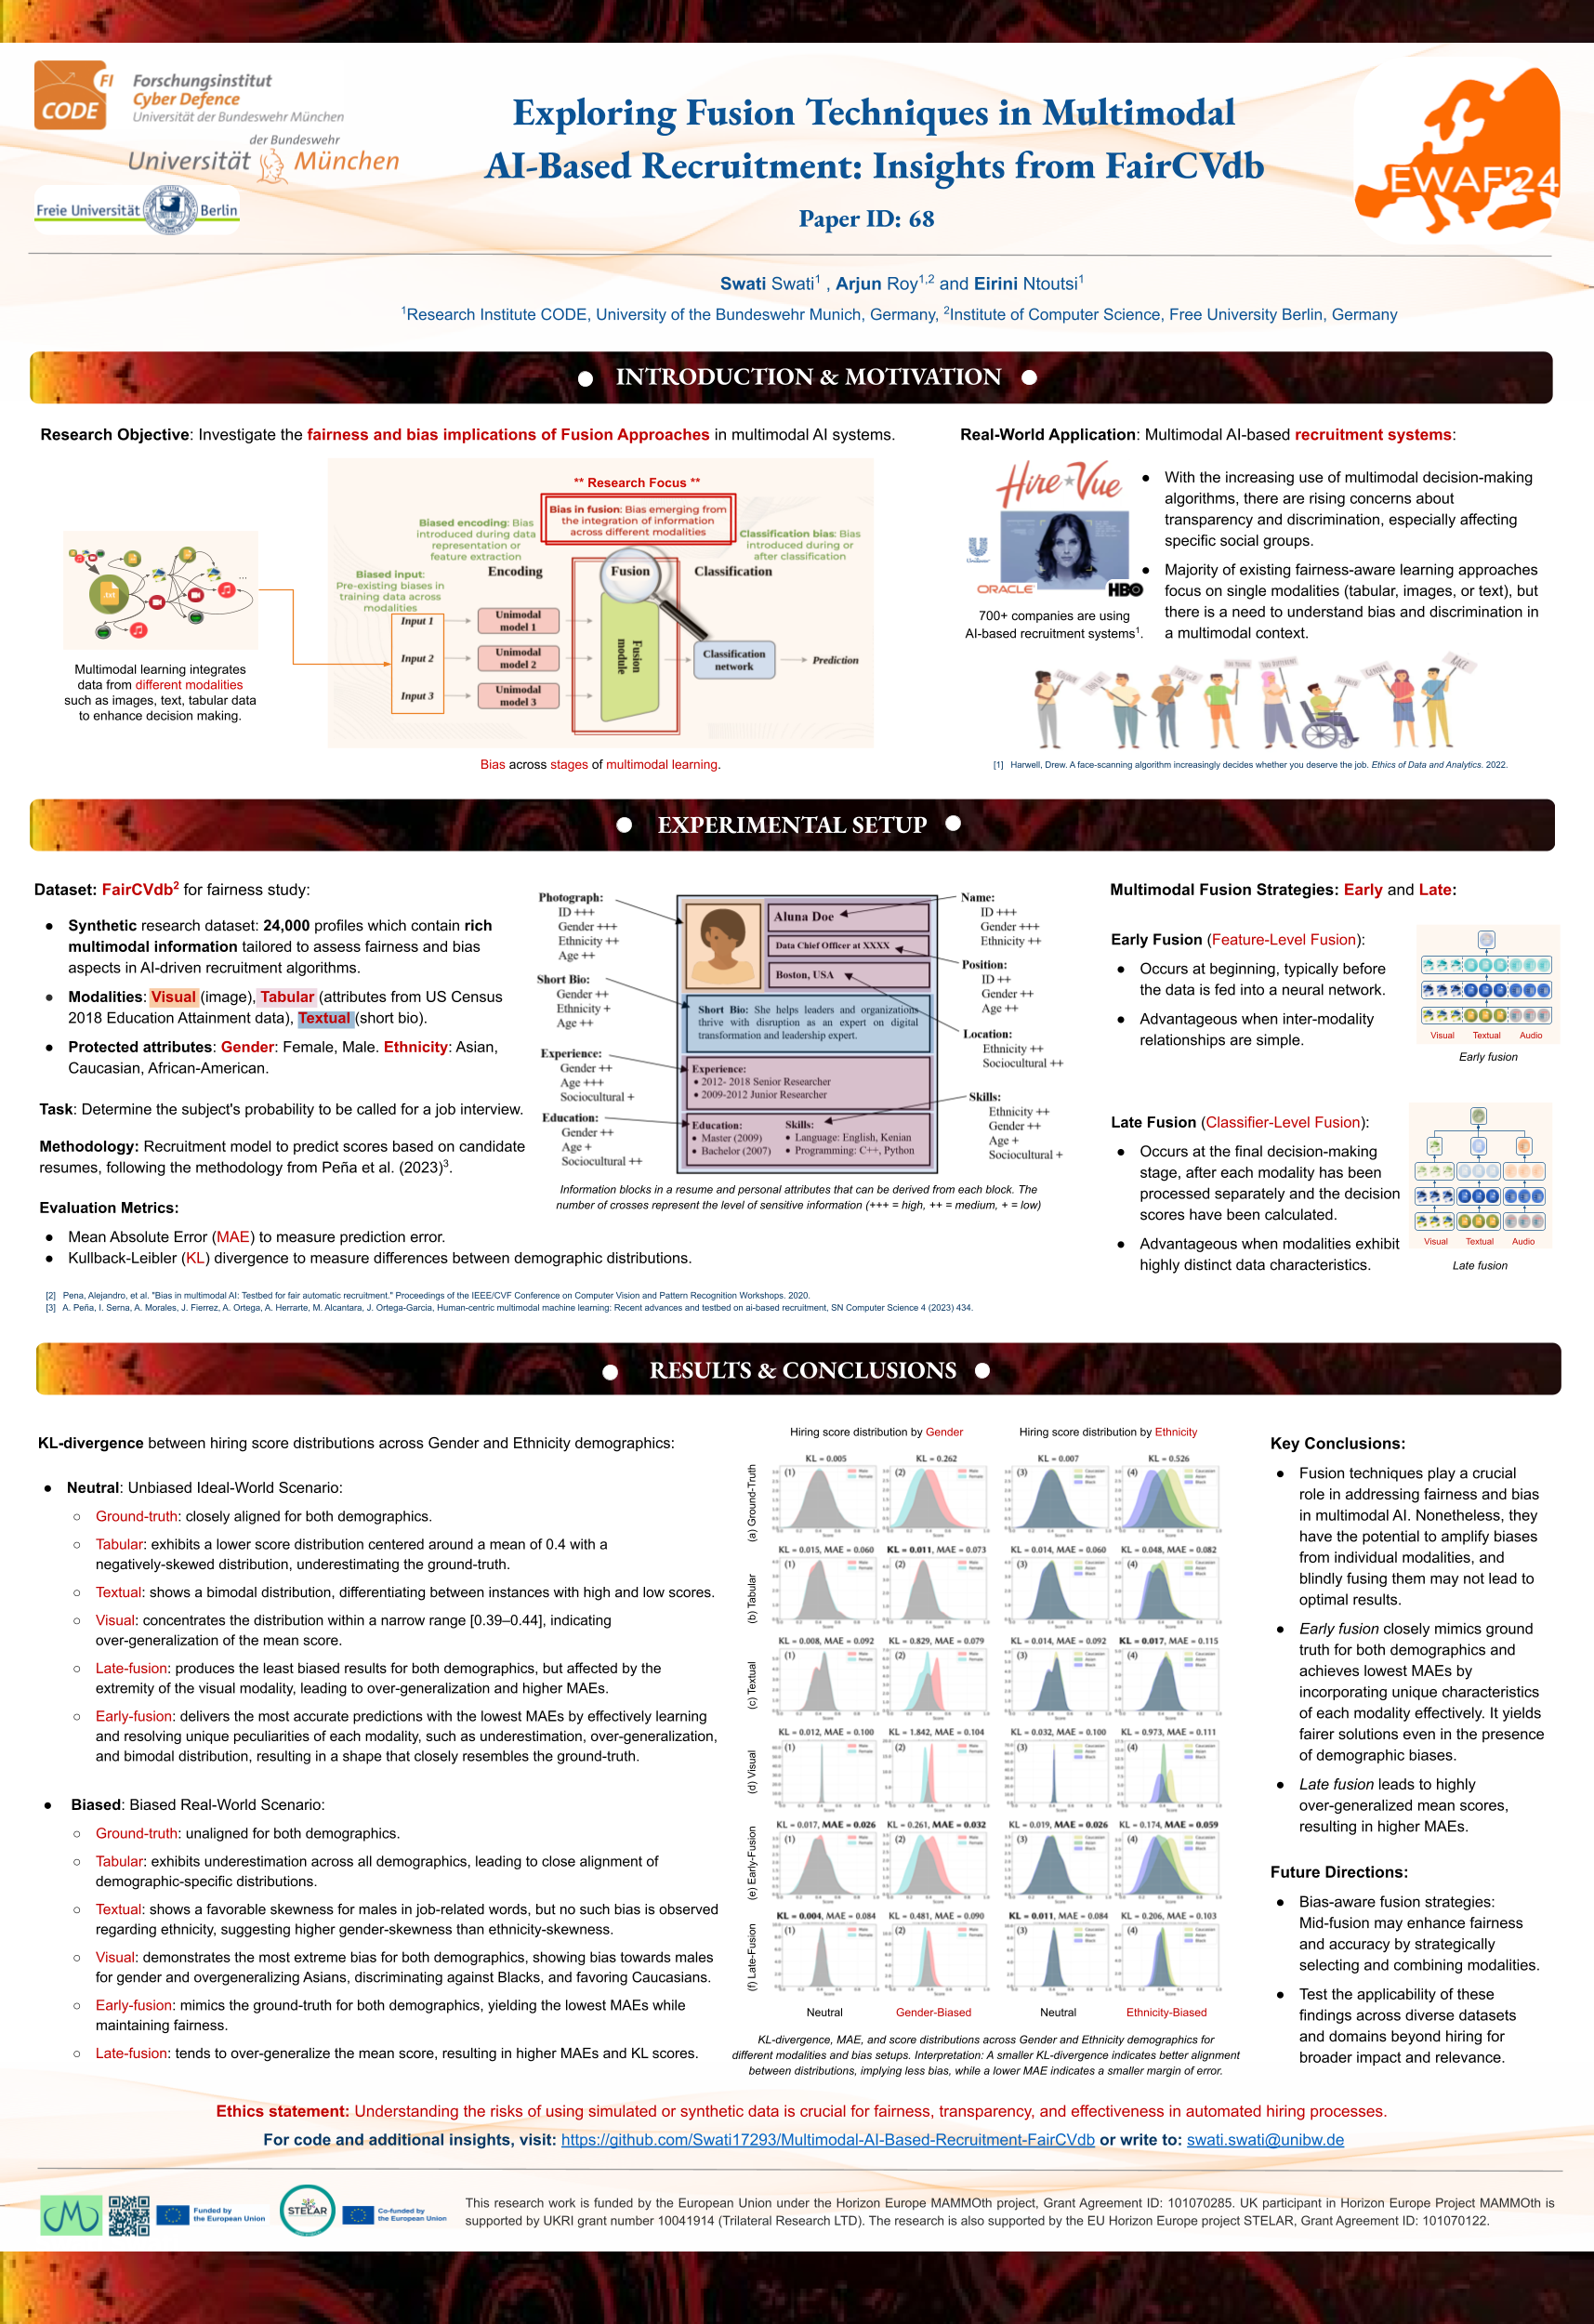 FI
CODE
Forschungsinstitut
Cyber Defence
Universität der Bundeswehr München
der Bundeswehr
Universität München
Freie Universität Berlin
Exploring Fusion Techniques in Multimodal
AI-Based Recruitment: Insights from FairCVdb
Paper ID: 68
EWAF'24
Swati Swati¹ , Arjun Roy¹,² and Eirini Ntoutsi¹
¹Research Institute CODE, University of the Bundeswehr Munich, Germany, ²Institute of Computer Science, Free University Berlin, Germany
INTRODUCTION & MOTIVATION
Research Objective: Investigate the fairness and bias implications of Fusion Approaches in multimodal AI systems.
.txt
...
Multimodal learning integrates
data from different modalities
such as images, text, tabular data
to enhance decision making.
** Research Focus **
Bias in fusion: Bias emerging from
the integration of information
across different modalities
Biased encoding: Bias
introduced during data
representation or
feature extraction
Classification bias: Bias
introduced during or
after classification
Biased input:
Pre-existing biases in
training data across
modalities
Encoding
Fusion
Classification
Input 1
Unimodal
model 1
Input 2
Unimodal
model 2
Input 3
Unimodal
model 3
Fusion
module
Classification
network
Prediction
Bias across stages of multimodal learning.
Real-World Application: Multimodal AI-based recruitment systems:
Hire Vue
Unilever
ORACLE
HBO
700+ companies are using
AI-based recruitment systems¹.
● With the increasing use of multimodal decision-making
algorithms, there are rising concerns about
transparency and discrimination, especially affecting
specific social groups.
● Majority of existing fairness-aware learning approaches
focus on single modalities (tabular, images, or text), but
there is a need to understand bias and discrimination in
a multimodal context.
GENDER
RACE
[1] Harwell, Drew. A face-scanning algorithm increasingly decides whether you deserve the job. Ethics of Data and Analytics. 2022.
EXPERIMENTAL SETUP
Dataset: FairCVdb² for fairness study:
● Synthetic research dataset: 24,000 profiles which contain rich
multimodal information tailored to assess fairness and bias
aspects in AI-driven recruitment algorithms.
● Modalities: Visual (image), Tabular (attributes from US Census
2018 Education Attainment data), Textual (short bio).
● Protected attributes: Gender: Female, Male. Ethnicity: Asian,
Caucasian, African-American.
Task: Determine the subject's probability to be called for a job interview.
Methodology: Recruitment model to predict scores based on candidate
resumes, following the methodology from Peña et al. (2023)³.
Evaluation Metrics:
● Mean Absolute Error (MAE) to measure prediction error.
● Kullback-Leibler (KL) divergence to measure differences between demographic distributions.
[2] Pena, Alejandro, et al. "Bias in multimodal AI: Testbed for fair automatic recruitment." Proceedings of the IEEE/CVF Conference on Computer Vision and Pattern Recognition Workshops. 2020.
[3] A. Peña, I. Serna, A. Morales, J. Fierrez, A. Ortega, A. Herrarte, M. Alcantara, J. Ortega-Garcia, Human-centric multimodal machine learning: Recent advances and testbed on ai-based recruitment, SN Computer Science 4 (2023) 434.
Photograph:
ID +++
Gender +++
Ethnicity ++
Age ++
Short Bio:
Gender ++
Ethnicity +
Age ++
Experience:
Gender ++
Age +++
Sociocultural +
Education:
Gender ++
Age +
Sociocultural ++
Aluna Doe
Data Chief Officer at XXXX
Boston, USA
Short Bio: She helps leaders and organizations
thrive with disruption as an expert on digital
transformation and leadership expert.
Experience:
• 2012- 2018 Senior Researcher
• 2009-2012 Junior Researcher
Education:
• Master (2009)
• Bachelor (2007)
Skills:
• Language: English, Kenian
• Programming: C++, Python
Name:
ID +++
Gender +++
Ethnicity ++
Position:
ID ++
Gender ++
Age ++
Location:
Ethnicity ++
Sociocultural ++
Skills:
Ethnicity ++
Gender ++
Age +
Sociocultural +
Information blocks in a resume and personal attributes that can be derived from each block. The
number of crosses represent the level of sensitive information (+++ = high, ++ = medium, + = low)
Multimodal Fusion Strategies: Early and Late:
Early Fusion (Feature-Level Fusion):
● Occurs at beginning, typically before
the data is fed into a neural network.
● Advantageous when inter-modality
relationships are simple.
Visual Textual Audio
Early fusion
Late Fusion (Classifier-Level Fusion):
● Occurs at the final decision-making
stage, after each modality has been
processed separately and the decision
scores have been calculated.
● Advantageous when modalities exhibit
highly distinct data characteristics.
Visual Textual Audio
Late fusion
RESULTS & CONCLUSIONS
KL-divergence between hiring score distributions across Gender and Ethnicity demographics:
● Neutral: Unbiased Ideal-World Scenario:
○ Ground-truth: closely aligned for both demographics.
○ Tabular: exhibits a lower score distribution centered around a mean of 0.4 with a
negatively-skewed distribution, underestimating the ground-truth.
○ Textual: shows a bimodal distribution, differentiating between instances with high and low scores.
○ Visual: concentrates the distribution within a narrow range [0.39–0.44], indicating
over-generalization of the mean score.
○ Late-fusion: produces the least biased results for both demographics, but affected by the
extremity of the visual modality, leading to over-generalization and higher MAEs.
○ Early-fusion: delivers the most accurate predictions with the lowest MAEs by effectively learning
and resolving unique peculiarities of each modality, such as underestimation, over-generalization,
and bimodal distribution, resulting in a shape that closely resembles the ground-truth.
● Biased: Biased Real-World Scenario:
○ Ground-truth: unaligned for both demographics.
○ Tabular: exhibits underestimation across all demographics, leading to close alignment of
demographic-specific distributions.
○ Textual: shows a favorable skewness for males in job-related words, but no such bias is observed
regarding ethnicity, suggesting higher gender-skewness than ethnicity-skewness.
○ Visual: demonstrates the most extreme bias for both demographics, showing bias towards males
for gender and overgeneralizing Asians, discriminating against Blacks, and favoring Caucasians.
○ Early-fusion: mimics the ground-truth for both demographics, yielding the lowest MAEs while
maintaining fairness.
○ Late-fusion: tends to over-generalize the mean score, resulting in higher MAEs and KL scores.
Hiring score distribution by Gender
Hiring score distribution by Ethnicity
(a) Ground-Truth
KL = 0.005 KL = 0.262 KL = 0.007 KL = 0.526
(1) (2) (3) (4)
(b) Tabular
KL = 0.015, MAE = 0.060 KL = 0.011, MAE = 0.073 KL = 0.014, MAE = 0.060 KL = 0.048, MAE = 0.082
(1) (2) (3) (4)
(c) Textual
KL = 0.008, MAE = 0.092 KL = 0.829, MAE = 0.079 KL = 0.014, MAE = 0.092 KL = 0.017, MAE = 0.115
(1) (2) (3) (4)
(d) Visual
KL = 0.012, MAE = 0.100 KL = 1.842, MAE = 0.104 KL = 0.032, MAE = 0.100 KL = 0.973, MAE = 0.111
(1) (2) (3) (4)
(e) Early-Fusion
KL = 0.017, MAE = 0.026 KL = 0.261, MAE = 0.032 KL = 0.019, MAE = 0.026 KL = 0.174, MAE = 0.059
(1) (2) (3) (4)
(f) Late-Fusion
KL = 0.004, MAE = 0.084 KL = 0.481, MAE = 0.090 KL = 0.011, MAE = 0.084 KL = 0.206, MAE = 0.103
(1) (2) (3) (4)
Neutral Gender-Biased Neutral Ethnicity-Biased
KL-divergence, MAE, and score distributions across Gender and Ethnicity demographics for
different modalities and bias setups. Interpretation: A smaller KL-divergence indicates better alignment
between distributions, implying less bias, while a lower MAE indicates a smaller margin of error.
Key Conclusions:
● Fusion techniques play a crucial
role in addressing fairness and bias
in multimodal AI. Nonetheless, they
have the potential to amplify biases
from individual modalities, and
blindly fusing them may not lead to
optimal results.
● Early fusion closely mimics ground
truth for both demographics and
achieves lowest MAEs by
incorporating unique characteristics
of each modality effectively. It yields
fairer solutions even in the presence
of demographic biases.
● Late fusion leads to highly
over-generalized mean scores,
resulting in higher MAEs.
Future Directions:
● Bias-aware fusion strategies:
Mid-fusion may enhance fairness
and accuracy by strategically
selecting and combining modalities.
● Test the applicability of these
findings across diverse datasets
and domains beyond hiring for
broader impact and relevance.
Ethics statement: Understanding the risks of using simulated or synthetic data is crucial for fairness, transparency, and effectiveness in automated hiring processes.
For code and additional insights, visit: https://github.com/Swati17293/Multimodal-AI-Based-Recruitment-FairCVdb or write to: swati.swati@unibw.de
Funded by
the European Union
STELAR
Co-funded by
the European Union
This research work is funded by the European Union under the Horizon Europe MAMMOth project, Grant Agreement ID: 101070285. UK participant in Horizon Europe Project MAMMOth is
supported by UKRI grant number 10041914 (Trilateral Research LTD). The research is also supported by the EU Horizon Europe project STELAR, Grant Agreement ID: 101070122.